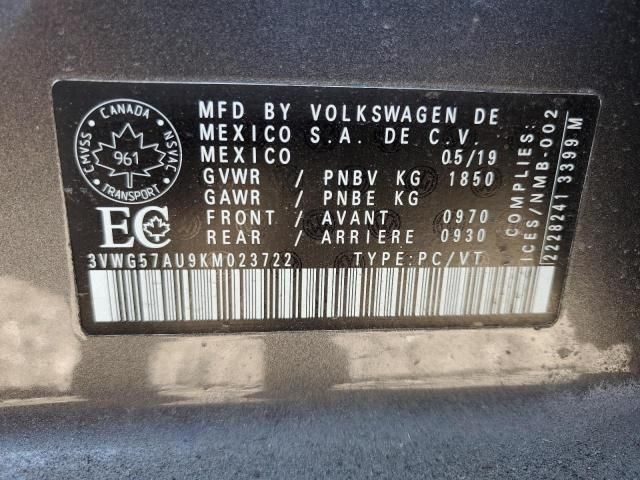 CANADA
CMVSS
NSVAC
961
TRANSPORT
EC
MFD BY VOLKSWAGEN DE
MEXICO S.A. DE C.V.
MEXICO 05/19
GVWR / PNBV KG 1850
GAWR / PNBE KG
FRONT / AVANT 0970
REAR / ARRIERE 0930
3VWG57AU9KM023722 TYPE:PC/VT
COMPLIES:
ICES/NMB-002
2228241 3399 M